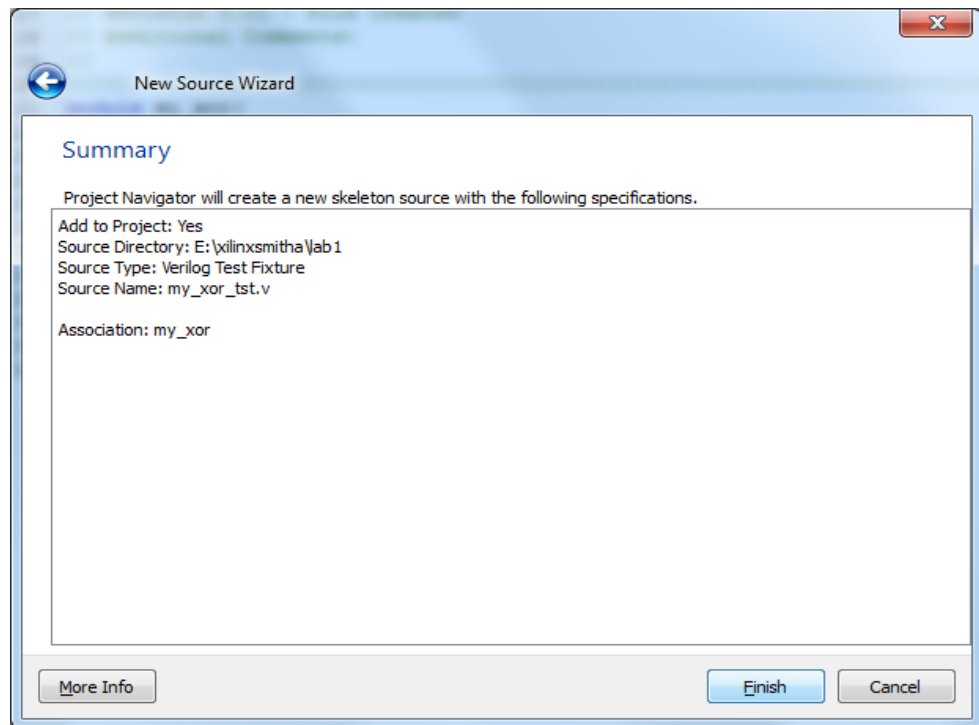 New Source Wizard
Summary
Project Navigator will create a new skeleton source with the following specifications.
Add to Project: Yes
Source Directory: E:\xilinxsmitha\lab1
Source Type: Verilog Test Fixture
Source Name: my_xor_tst.v
Association: my_xor
More Info
Finish
Cancel